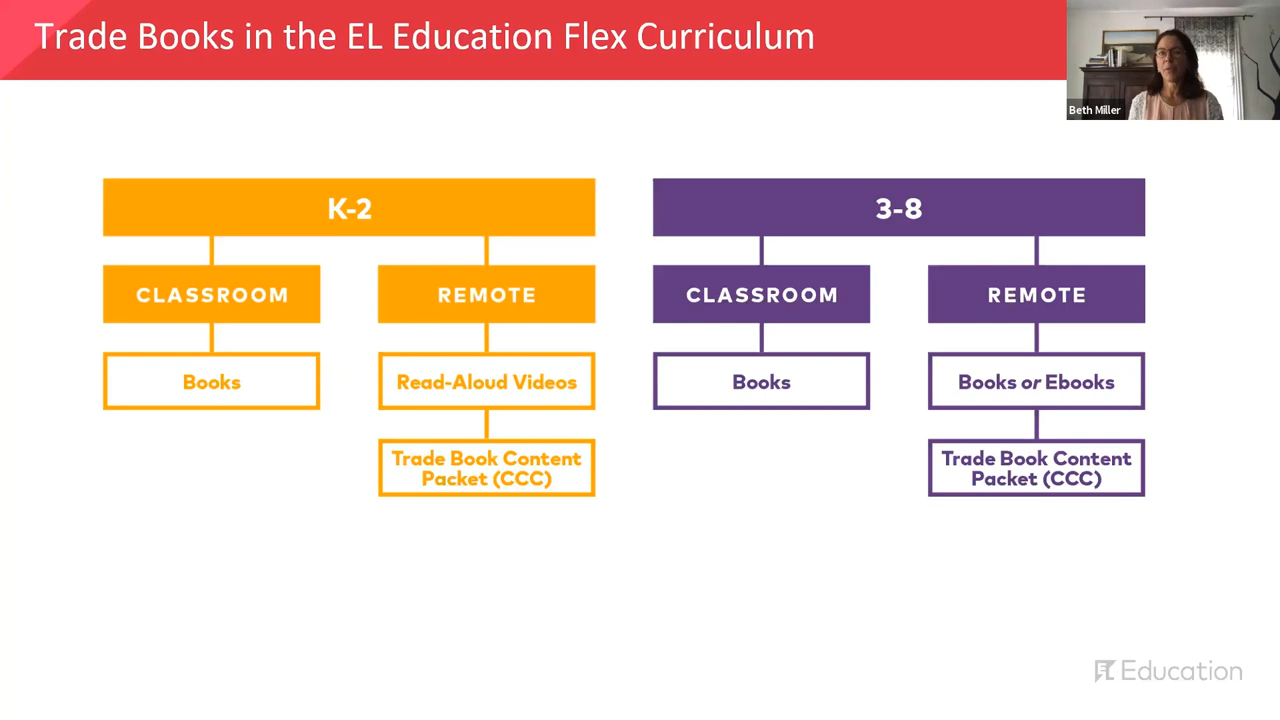 Trade Books in the EL Education Flex Curriculum
Beth Miller
K-2
CLASSROOM
REMOTE
Books
Read-Aloud Videos
Trade Book Content
Packet (CCC)
3-8
CLASSROOM
REMOTE
Books
Books or Ebooks
Trade Book Content
Packet (CCC)
EL Education